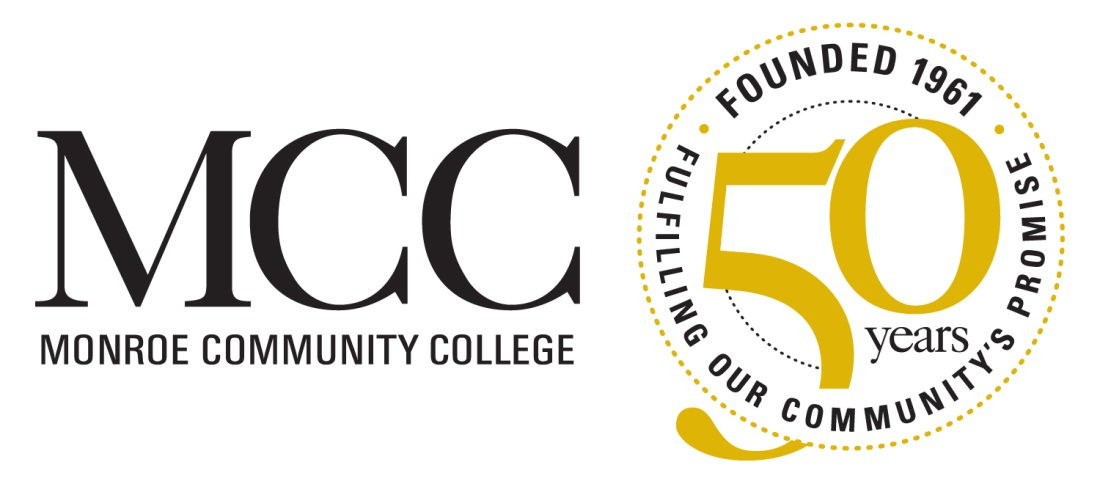 MCC
MONROE COMMUNITY COLLEGE
FOUNDED 1961
50
years
FULFILLING OUR COMMUNITY'S PROMISE